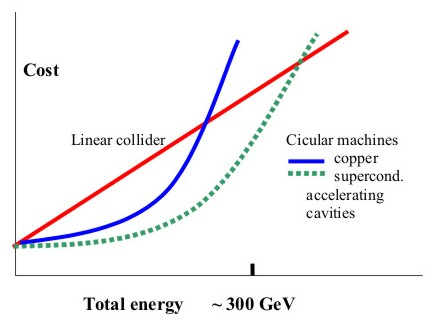 Cost
Linear collider
Cicular machines
copper
supercond.
accelerating
cavities
Total energy ~ 300 GeV